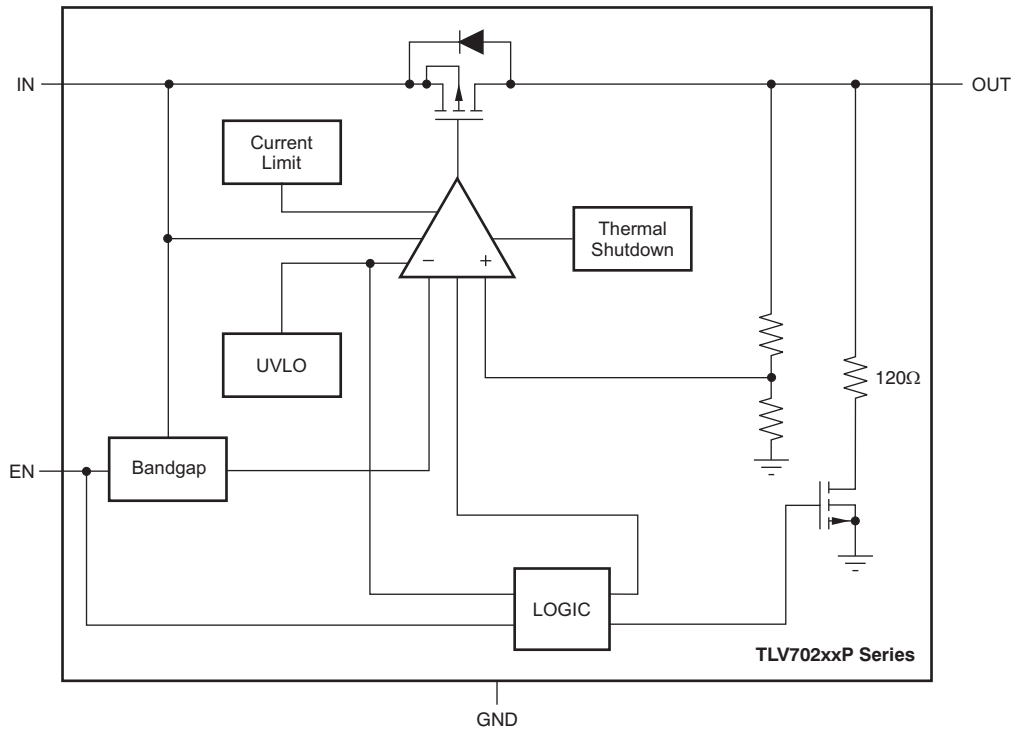 IN
OUT
Current
Limit
Thermal
Shutdown
−
+
UVLO
120Ω
EN
Bandgap
LOGIC
TLV702xxP Series
GND